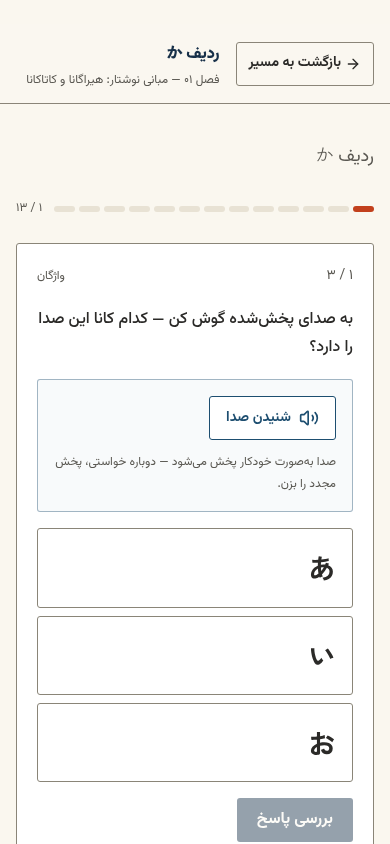 بازگشت به مسیر
ردیف か
فصل ۰۱ — مبانی نوشتار: هیراگانا و کاتاکانا
ردیف か
۱ / ۱۳
۱ / ۳
واژگان
به صدای پخش‌شده گوش کن — کدام کانا این صدا
را دارد؟
شنیدن صدا
صدا به‌صورت خودکار پخش می‌شود — دوباره خواستی، پخش
مجدد را بزن.
あ
い
お
بررسی پاسخ